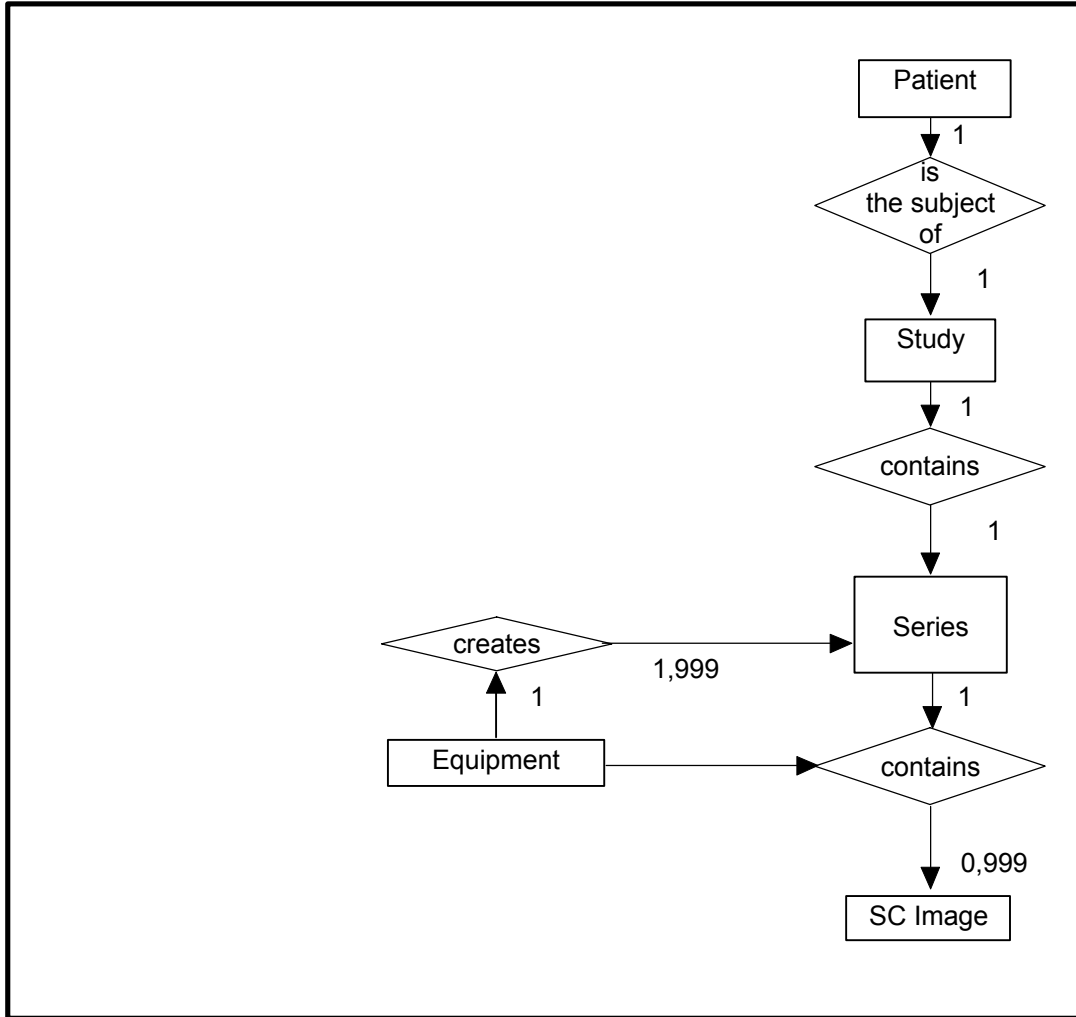 Patient
1
is
the subject
of
1
Study
1
contains
1
Series
creates
1,999
1
1
Equipment
contains
0,999
SC Image